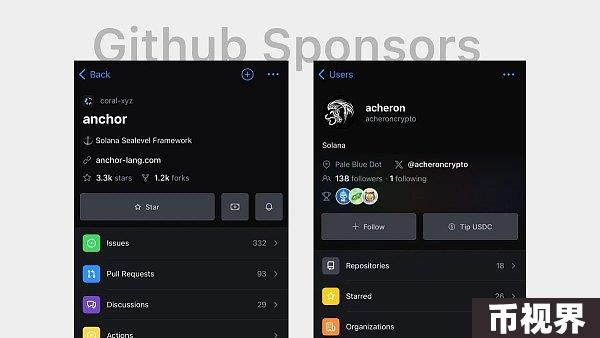 Github Sponsors
Back
coral-xyz
anchor
Solana Sealevel Framework
anchor-lang.com
3.3k stars 1.2k forks
Star
Issues 332
Pull Requests 93
Discussions 29
Actions
Users
acheron
acheroncrypto
Solana
Pale Blue Dot @acheroncrypto
138 followers · 1 following
Follow Tip USDC
Repositories 18
Starred 26
Organizations
币视界